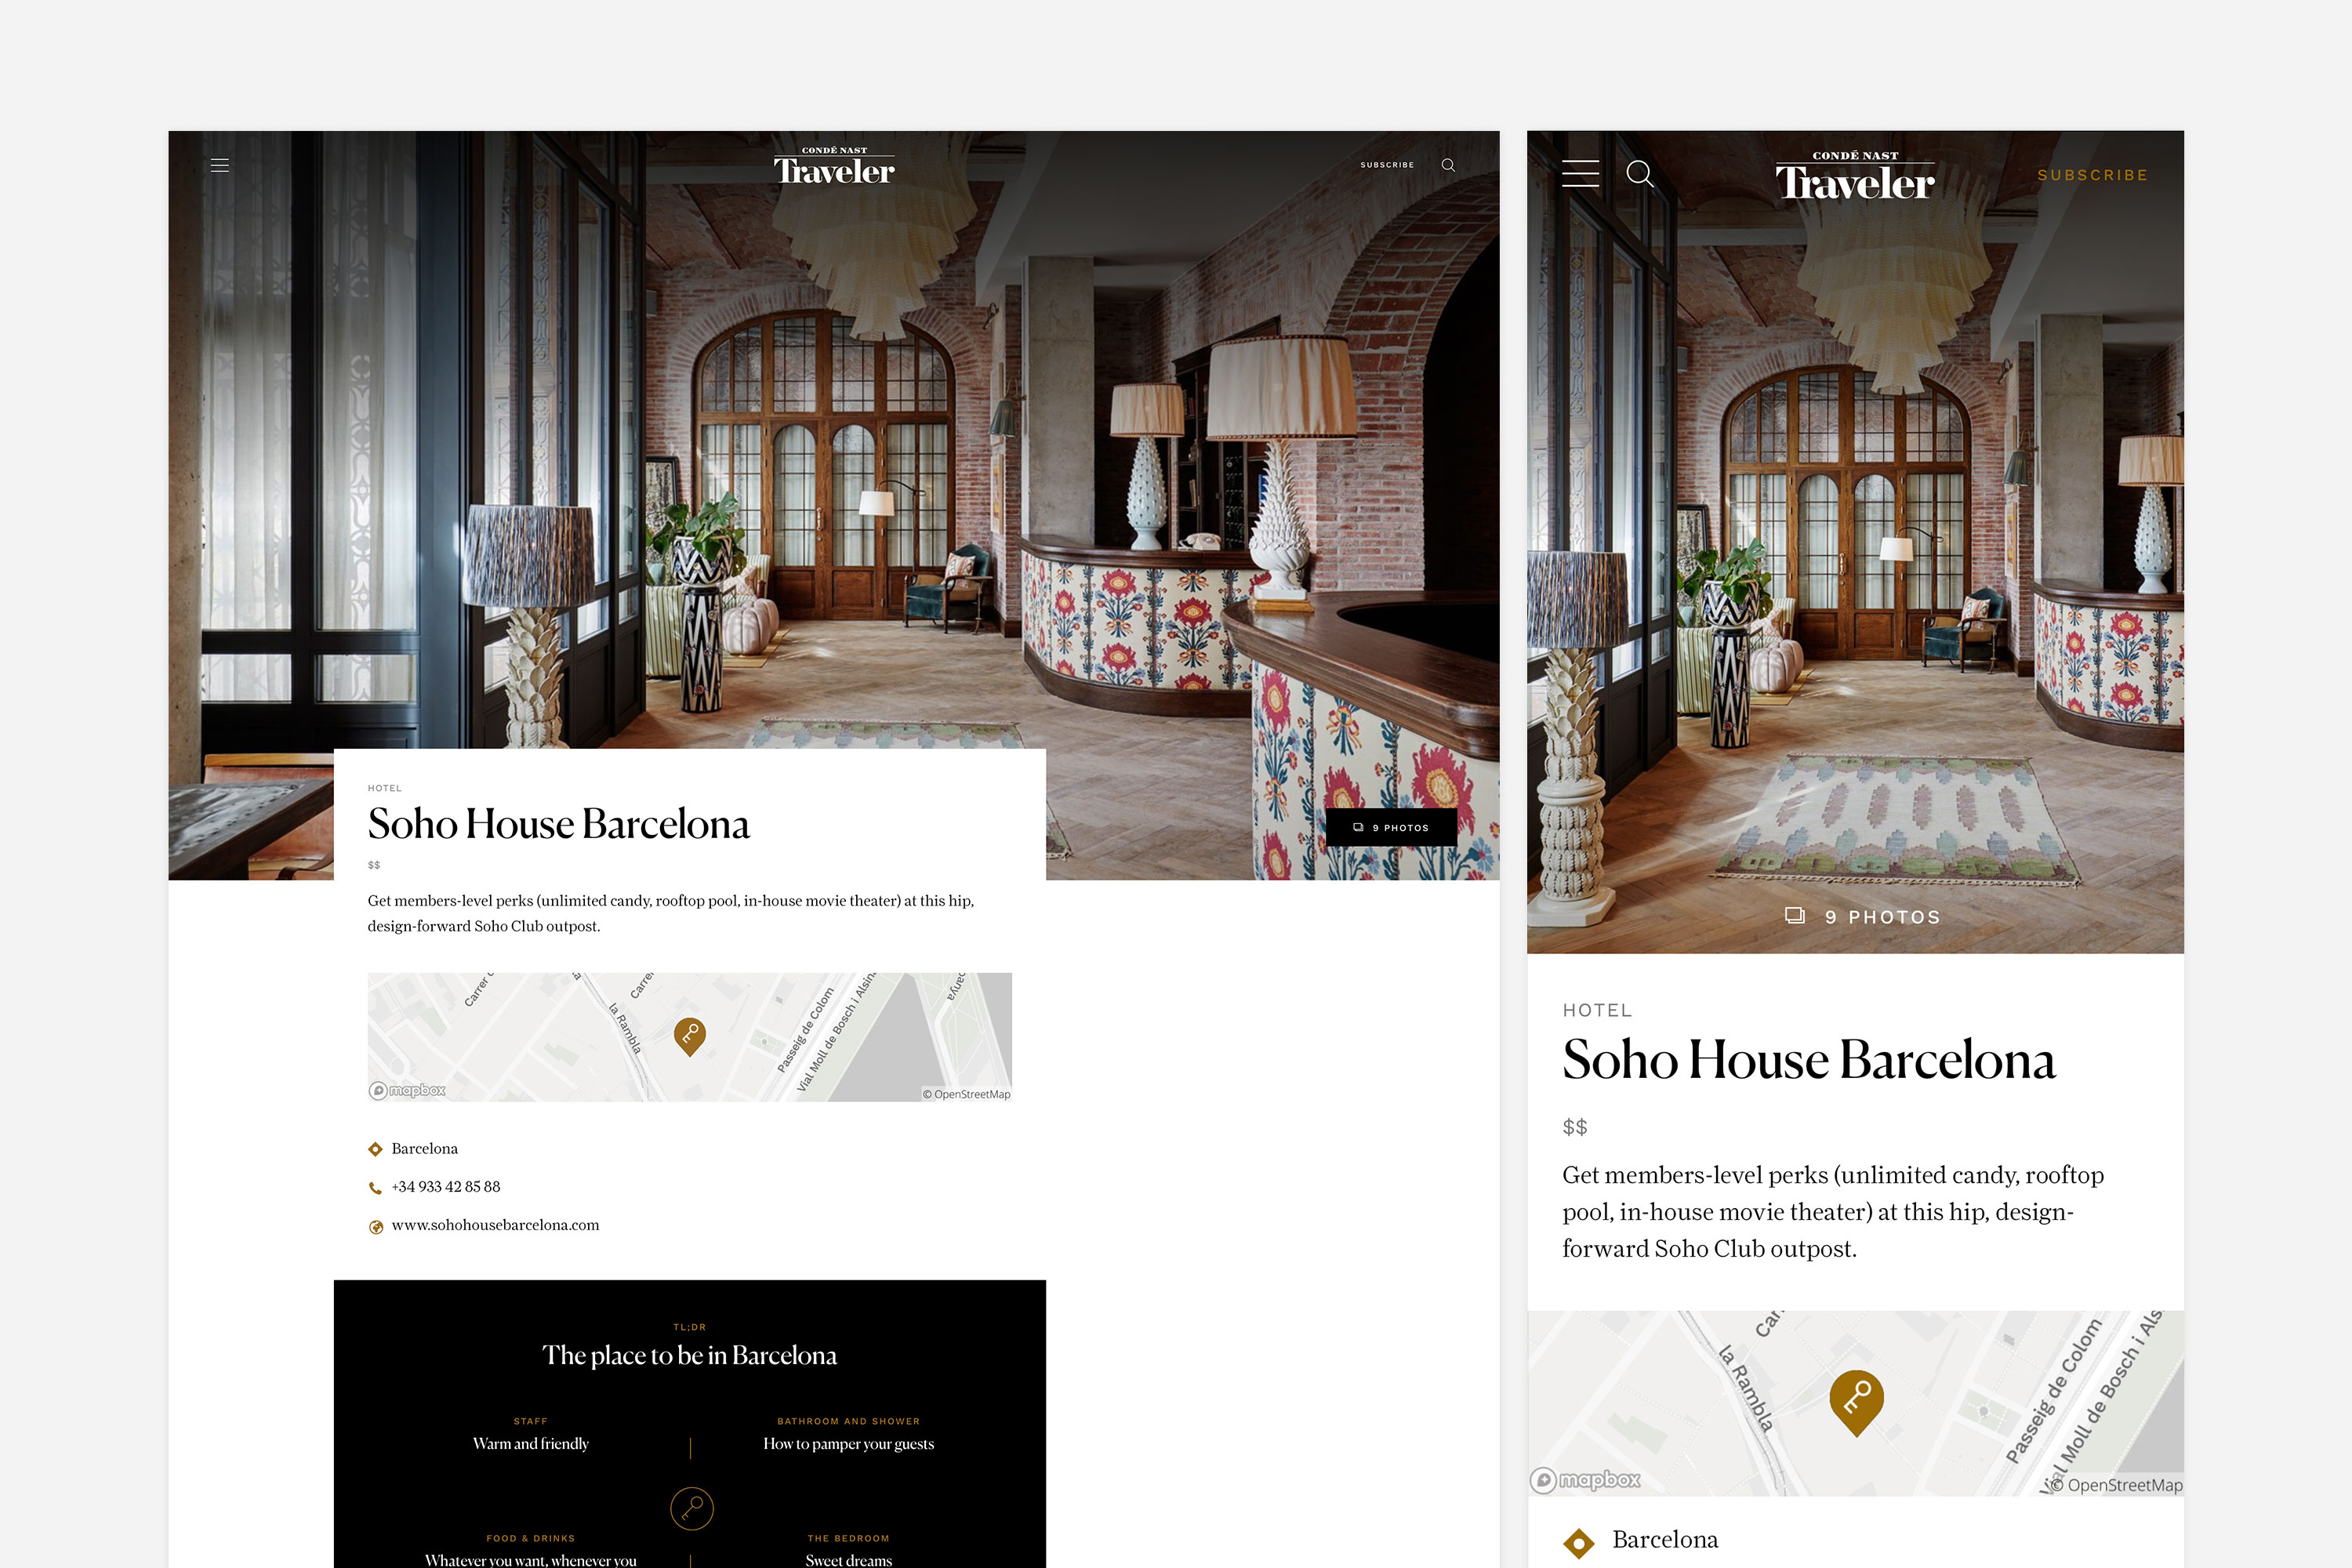 CONDÉ NAST
Traveler
SUBSCRIBE
9 PHOTOS
HOTEL
Soho House Barcelona
$$
Get members-level perks (unlimited candy, rooftop pool, in-house movie theater) at this hip,
design-forward Soho Club outpost.
Carrer
la Rambla
Passeig de Colom
Vial Moll de Bosch i Alsina
mapbox
© OpenStreetMap
Barcelona
+34 933 42 85 88
www.sohohousebarcelona.com
TL;DR
The place to be in Barcelona
STAFF
Warm and friendly
BATHROOM AND SHOWER
How to pamper your guests
FOOD & DRINKS
Whatever you want, whenever you
THE BEDROOM
Sweet dreams
CONDÉ NAST
Traveler
SUBSCRIBE
9 PHOTOS
HOTEL
Soho House Barcelona
$$
Get members-level perks (unlimited candy, rooftop
pool, in-house movie theater) at this hip, design-
forward Soho Club outpost.
la Rambla
Passeig de Colom
Vial Moll de Bosch i Als
mapbox
© OpenStreetMap
Barcelona